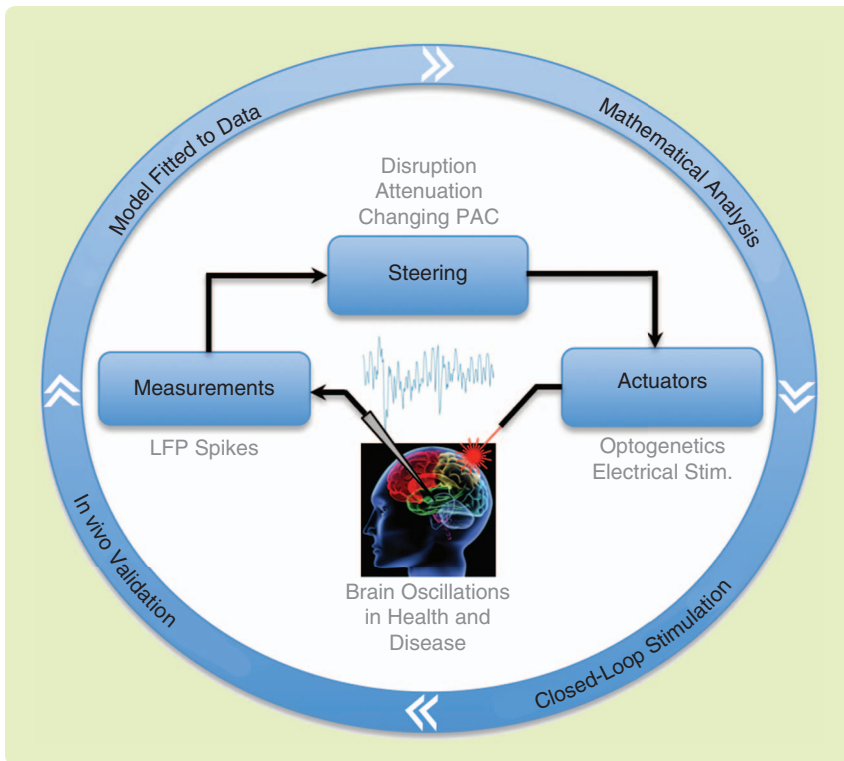 Model Fitted to Data
Mathematical Analysis
Disruption
Attenuation
Changing PAC
Steering
Measurements
Actuators
LFP Spikes
Optogenetics
Electrical Stim.
Brain Oscillations
in Health and
Disease
In vivo Validation
Closed-Loop Stimulation